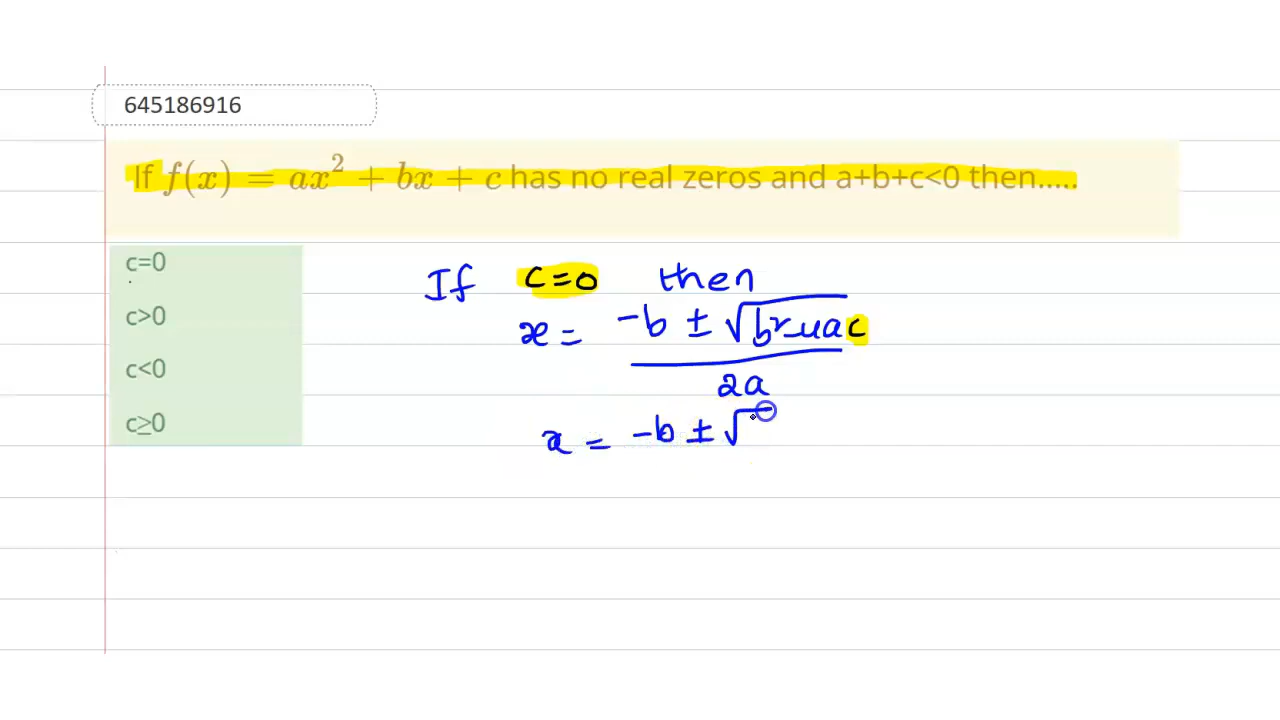 645186916
If f(x) = ax² + bx + c has no real zeros and a+b+c<0 then.....
c=0
c>0
c<0
c≥0
If c=0 then
x = -b ± √b²-4ac
2a
x = -b ± √